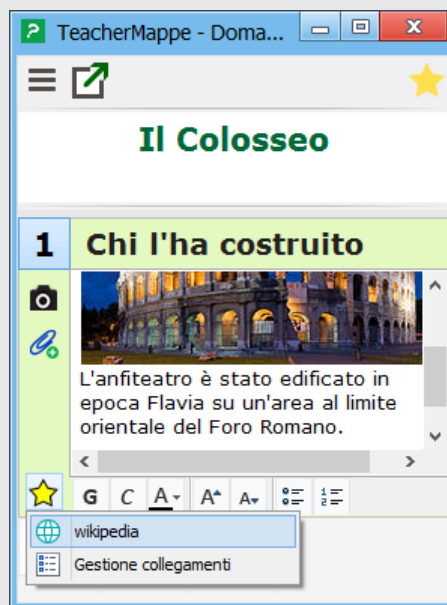 TeacherMappe - Doma...
Il Colosseo
1 Chi l'ha costruito
L'anfiteatro è stato edificato in
epoca Flavia su un'area al limite
orientale del Foro Romano.
G C A A A
wikipedia
Gestione collegamenti